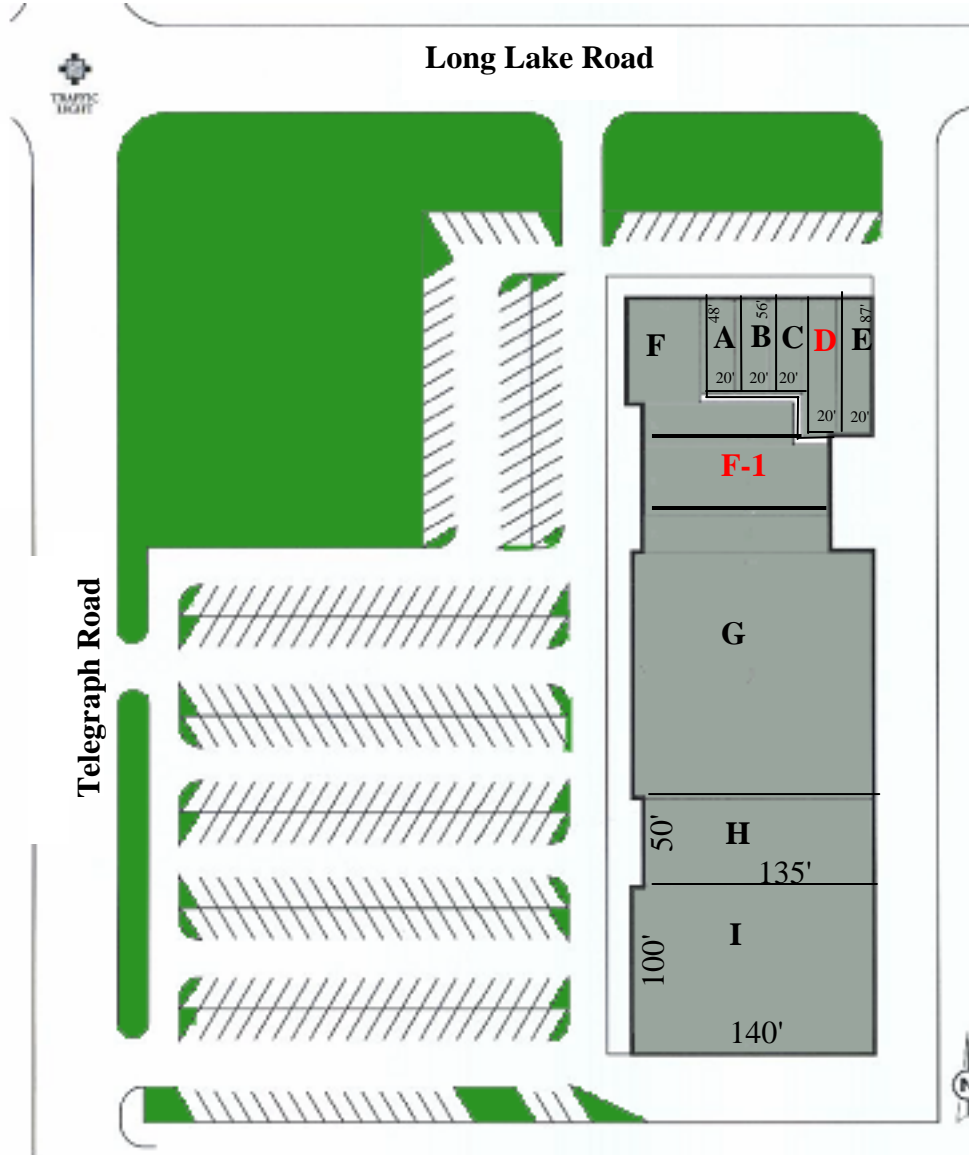 Long Lake Road
TRAFFIC
LIGHT
48'
56'
87'
F
A
B
C
D
E
20'
20'
20'
20'
20'
F-1
Telegraph Road
G
50'
H
135'
I
100'
140'
N